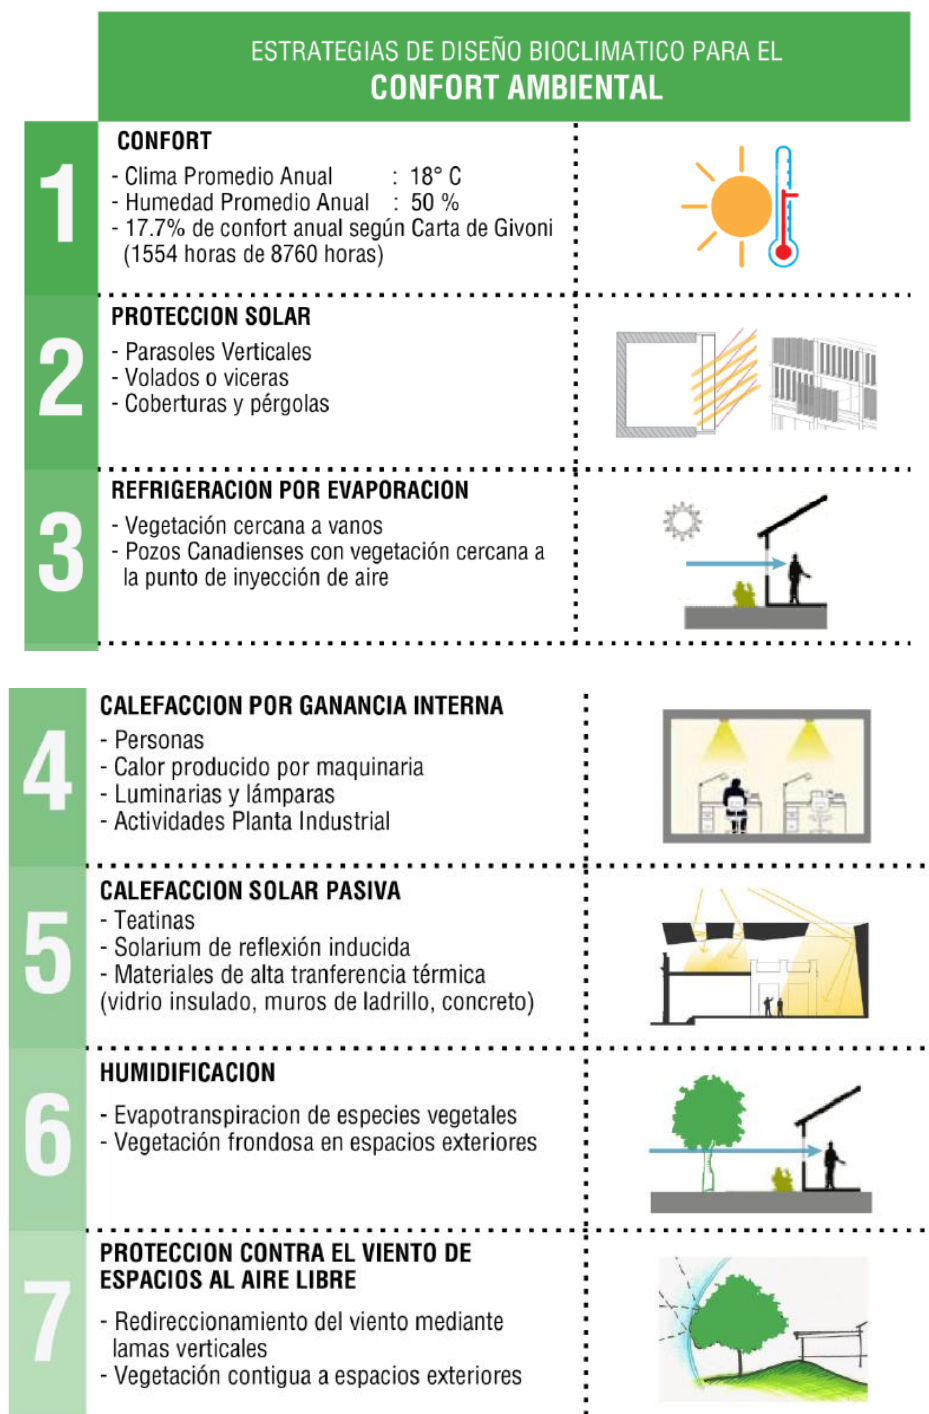 ESTRATEGIAS DE DISEÑO BIOCLIMATICO PARA EL
CONFORT AMBIENTAL
1
CONFORT
- Clima Promedio Anual : 18° C
- Humedad Promedio Anual : 50 %
- 17.7% de confort anual según Carta de Givoni
(1554 horas de 8760 horas)
2
PROTECCION SOLAR
- Parasoles Verticales
- Volados o viceras
- Coberturas y pérgolas
3
REFRIGERACION POR EVAPORACION
- Vegetación cercana a vanos
- Pozos Canadienses con vegetación cercana a
la punto de inyección de aire
4
CALEFACCION POR GANANCIA INTERNA
- Personas
- Calor producido por maquinaria
- Luminarias y lámparas
- Actividades Planta Industrial
5
CALEFACCION SOLAR PASIVA
- Teatinas
- Solarium de reflexión inducida
- Materiales de alta tranferencia térmica
(vidrio insulado, muros de ladrillo, concreto)
6
HUMIDIFICACION
- Evapotranspiracion de especies vegetales
- Vegetación frondosa en espacios exteriores
7
PROTECCION CONTRA EL VIENTO DE
ESPACIOS AL AIRE LIBRE
- Redireccionamiento del viento mediante
lamas verticales
- Vegetación contigua a espacios exteriores